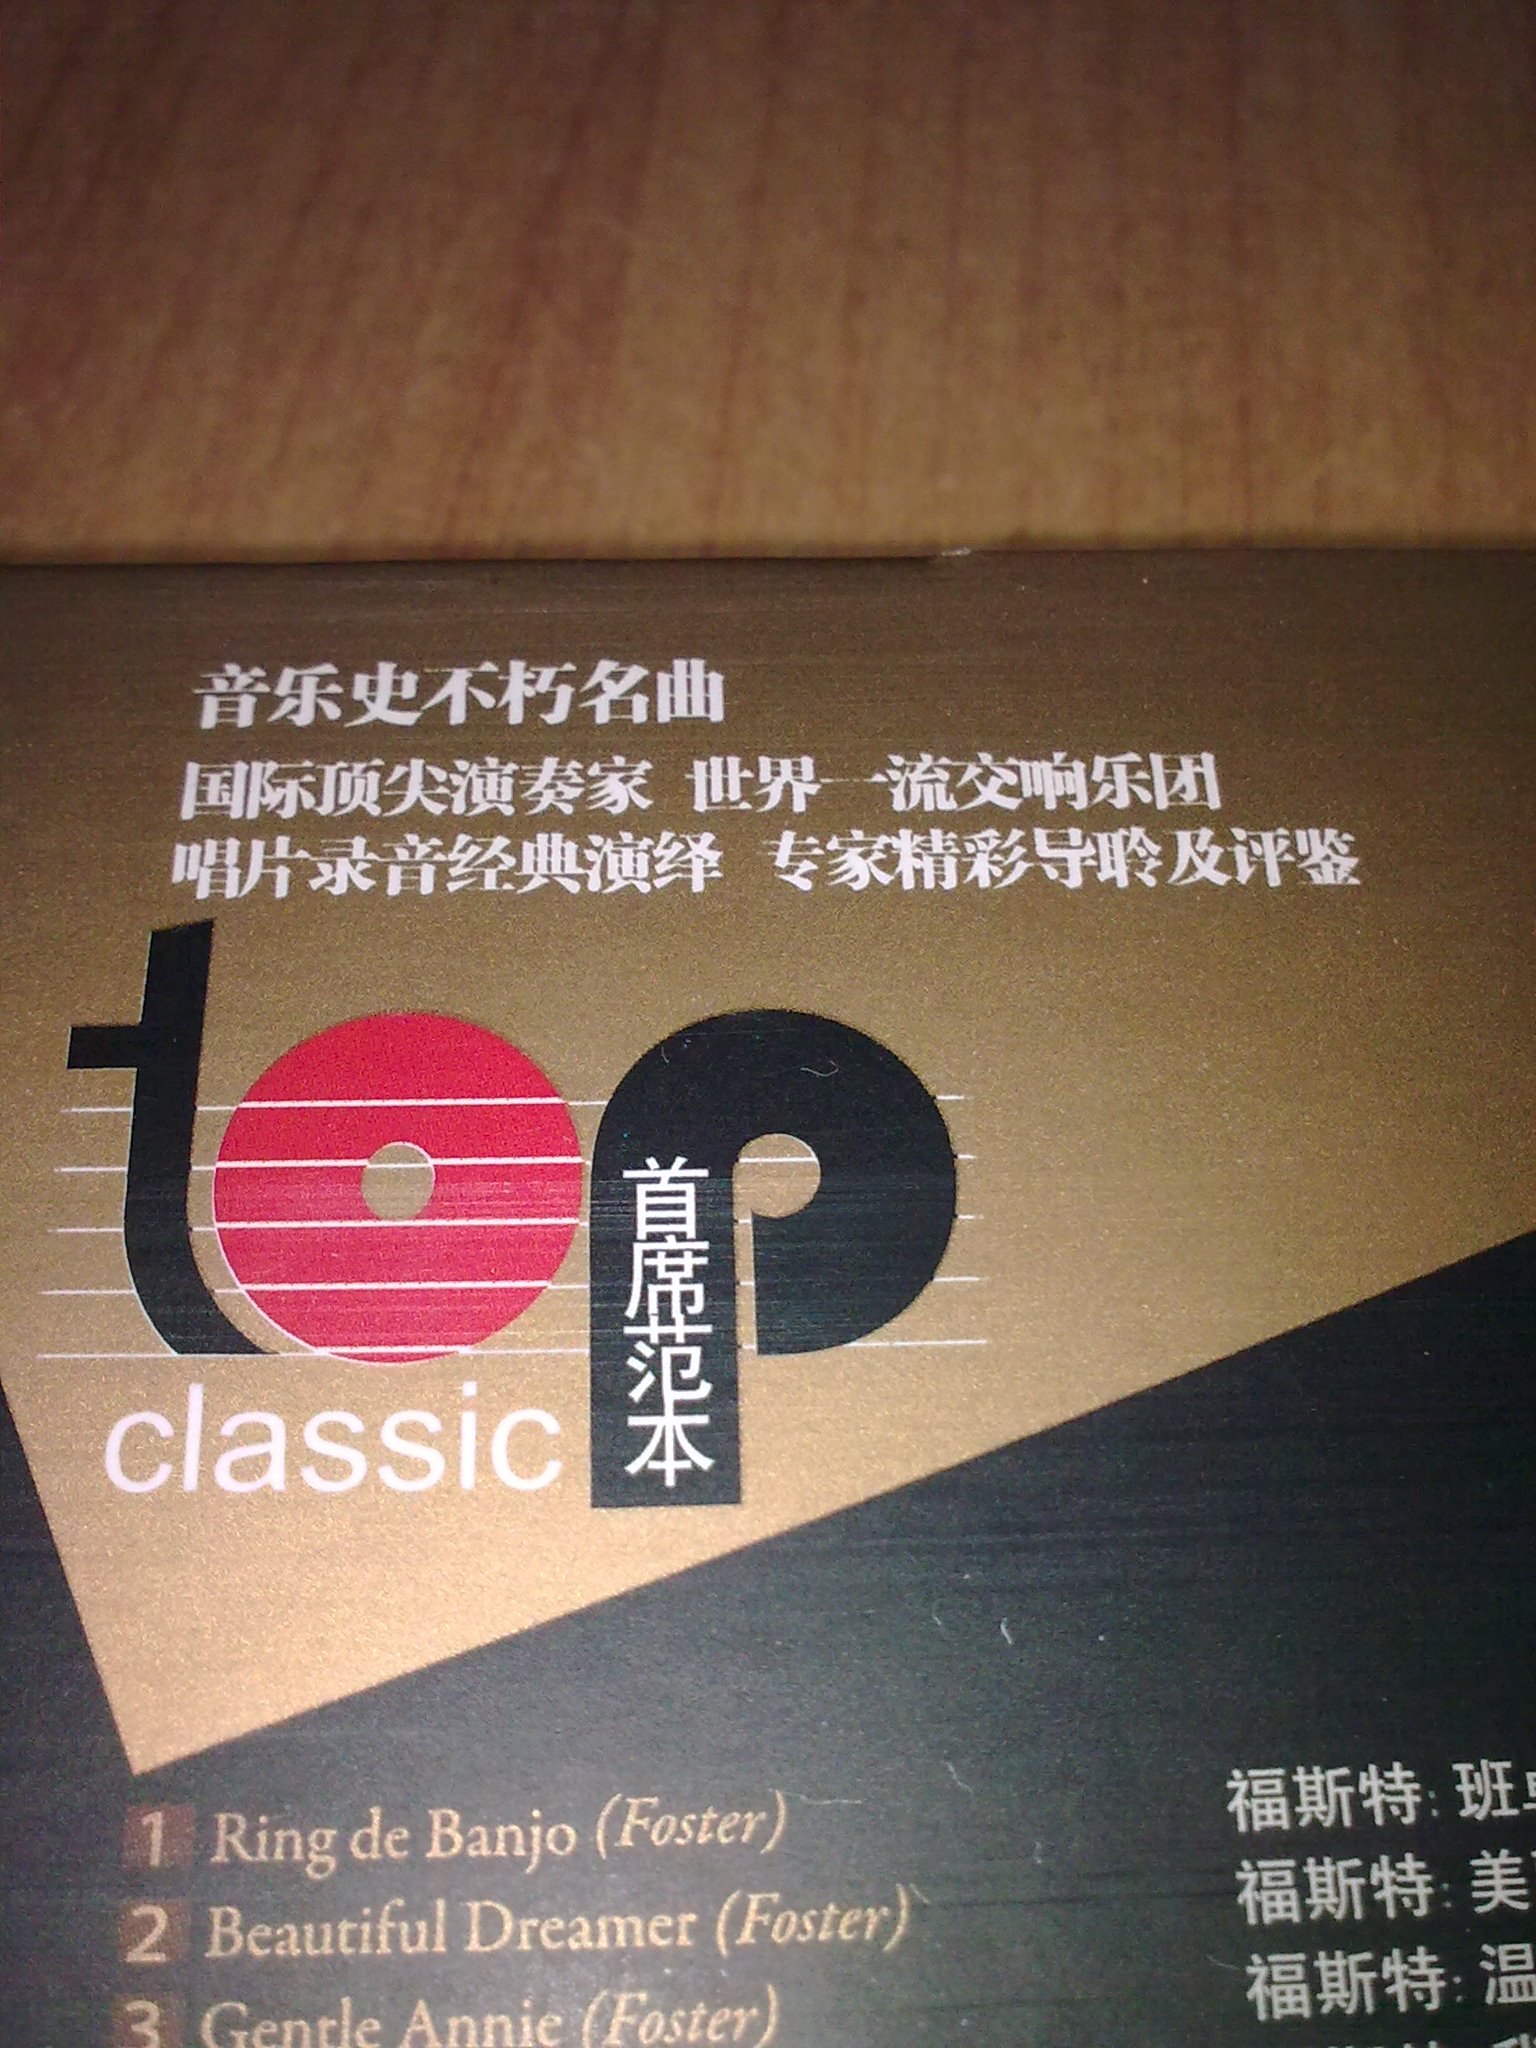 音乐史不朽名曲
国际顶尖演奏家 世界一流交响乐团
唱片录音经典演绎 专家精彩导聆及评鉴
top
首席范本
classic
1 Ring de Banjo (Foster) 福斯特: 班
2 Beautiful Dreamer (Foster) 福斯特: 美
3 Gentle Annie (Foster) 福斯特: 温